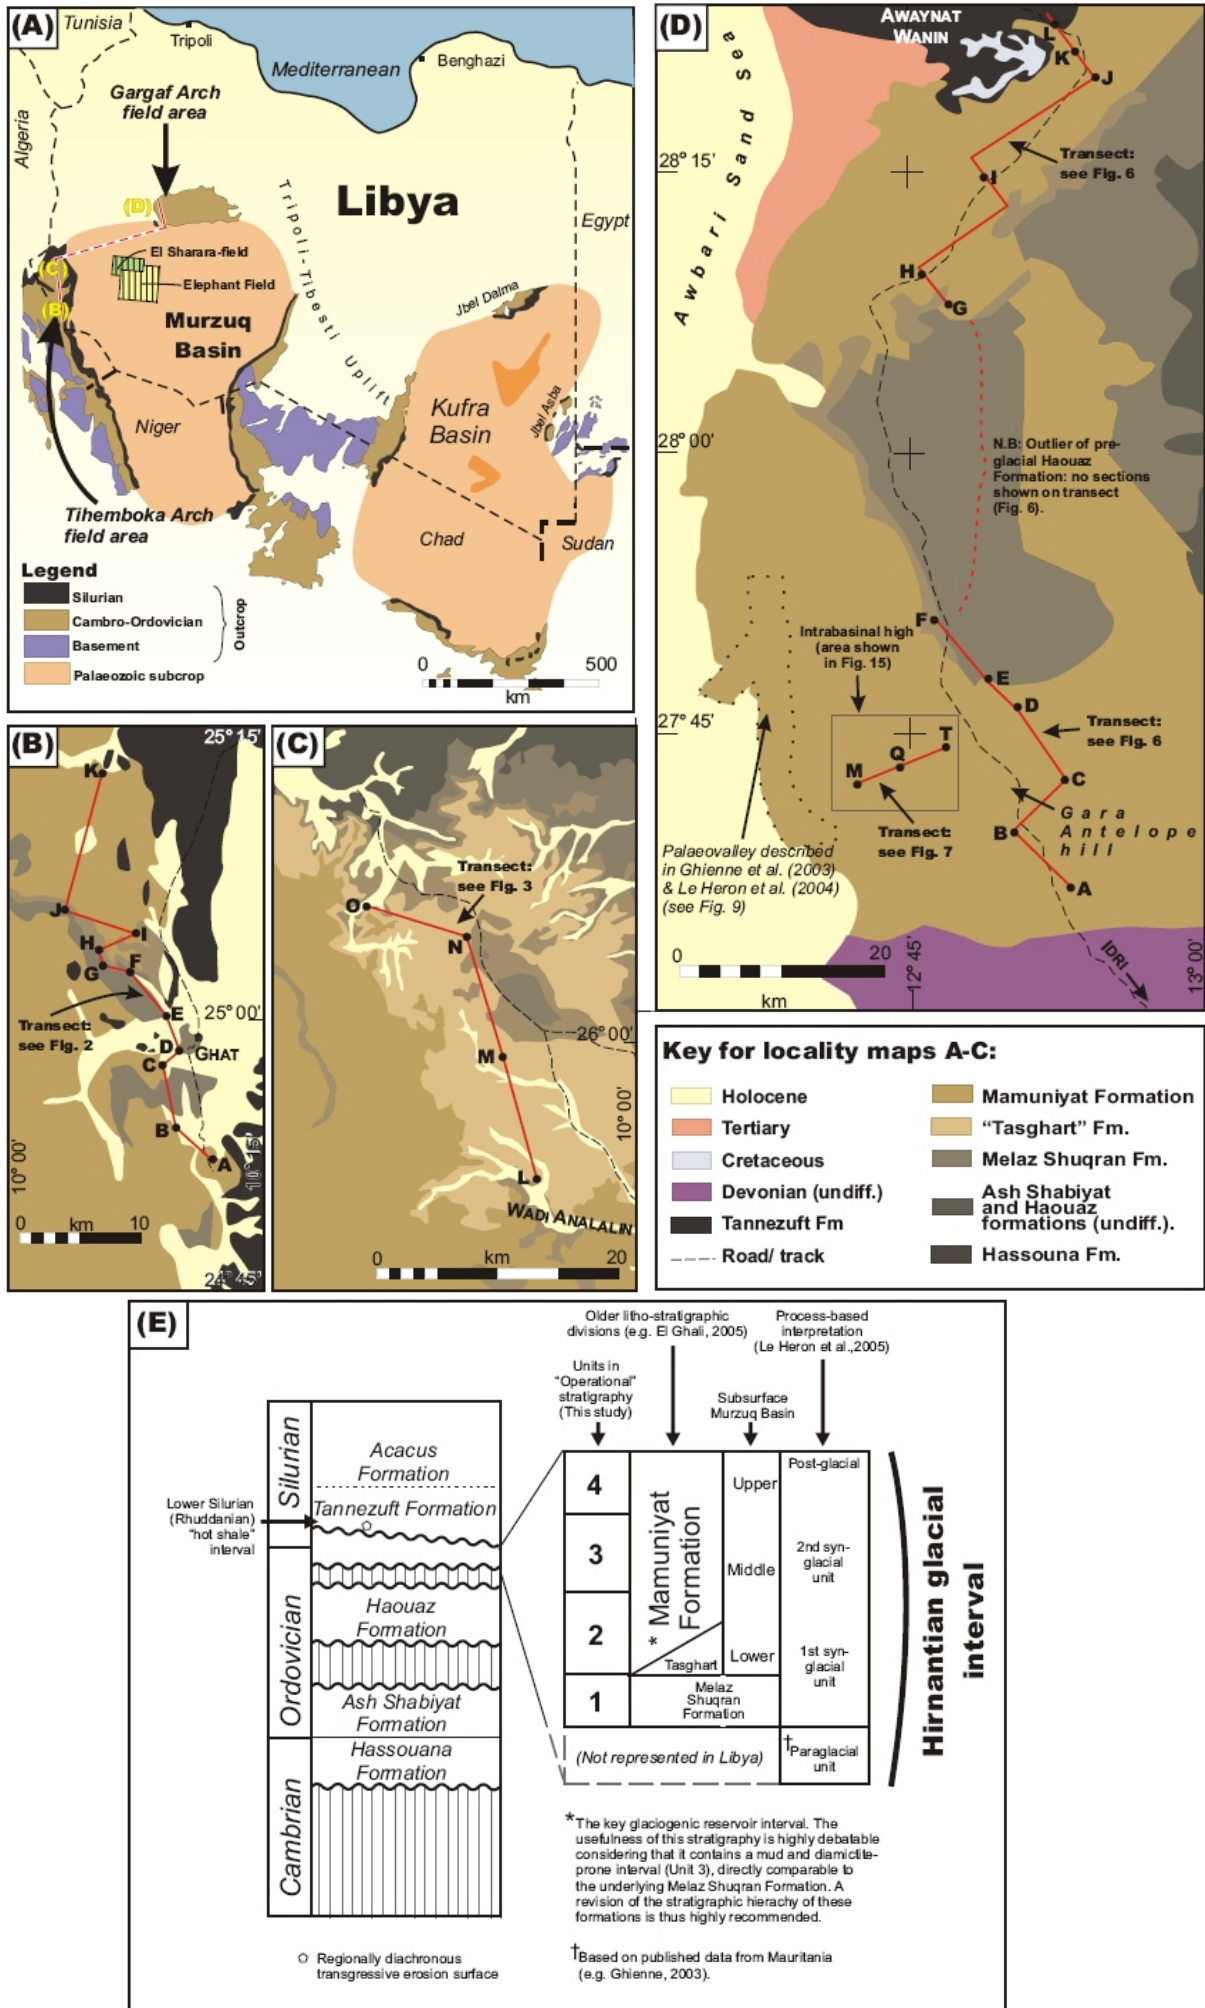 (A)
Tunisia
Tripoli
Mediterranean
Benghazi
Gargaf Arch
field area
Algeria
Libya
Egypt
Tripoli-Tibesti Uplift
(D)
(C)
(B)
El Sharara-field
Elephant Field
Murzuq
Basin
Jbel Dalma
Jbel Asba
Kufra
Basin
Niger
Chad
Sudan
Tihemboka Arch
field area
Legend
Silurian
Cambro-Ordovician
Basement
Outcrop
Palaeozoic subcrop
0 500
km
(B)
25° 15'
K
J
I
H
G
F
E
Transect:
see Fig. 2
25° 00'
D
GHAT
C
B
A
10° 00'
10° 15'
0 km 10
24° 45'
(C)
Transect:
see Fig. 3
O
N
26° 00'
M
10° 00'
L
WADI ANALALIN
0 km 20
(D)
AWAYNAT
WANIN
L
K
J
Awbari Sand Sea
28° 15'
Transect:
see Fig. 6
I
H
G
28° 00'
N.B: Outlier of pre-
glacial Haouaz
Formation: no sections
shown on transect
(Fig. 6).
F
Intrabasinal high
(area shown
in Fig. 15)
E
D
27° 45'
Transect:
see Fig. 6
T
Q
M
C
Gara
Antelope
hill
B
Transect:
see Fig. 7
Palaeovalley described
in Ghienne et al. (2003)
& Le Heron et al. (2004)
(see Fig. 9)
A
IDRI
0 20
km
12° 45'
13° 00'
Key for locality maps A-C:
Holocene
Tertiary
Cretaceous
Devonian (undiff.)
Tannezuft Fm
Road/ track
Mamuniyat Formation
“Tasghart” Fm.
Melaz Shuqran Fm.
Ash Shabiyat
and Haouaz
formations (undiff.).
Hassouna Fm.
(E)
Older litho-stratigraphic
divisions (e.g. El Ghali, 2005)
Process-based
interpretation
(Le Heron et al.,2005)
Units in
“Operational”
stratigraphy
(This study)
Subsurface
Murzuq Basin
Silurian
Acacus
Formation
Tannezuft Formation
Lower Silurian
(Rhuddanian)
“hot shale”
interval
Ordovician
Haouaz
Formation
Ash Shabiyat
Formation
Hassouana
Formation
Cambrian
4
3
2
1
* Mamuniyat
Formation
Tasghart
Melaz
Shuqran
Formation
Upper
Middle
Lower
Post-glacial
2nd syn-
glacial
unit
1st syn-
glacial
unit
(Not represented in Libya)
†Paraglacial
unit
Hirnantian glacial
interval
*The key glaciogenic reservoir interval. The
usefulness of this stratigraphy is highly debatable
considering that it contains a mud and diamictite-
prone interval (Unit 3), directly comparable to
the underlying Melaz Shuqran Formation. A
revision of the stratigraphic hierachy of these
formations is thus highly recommended.
Regionally diachronous
transgressive erosion surface
†Based on published data from Mauritania
(e.g. Ghienne, 2003).